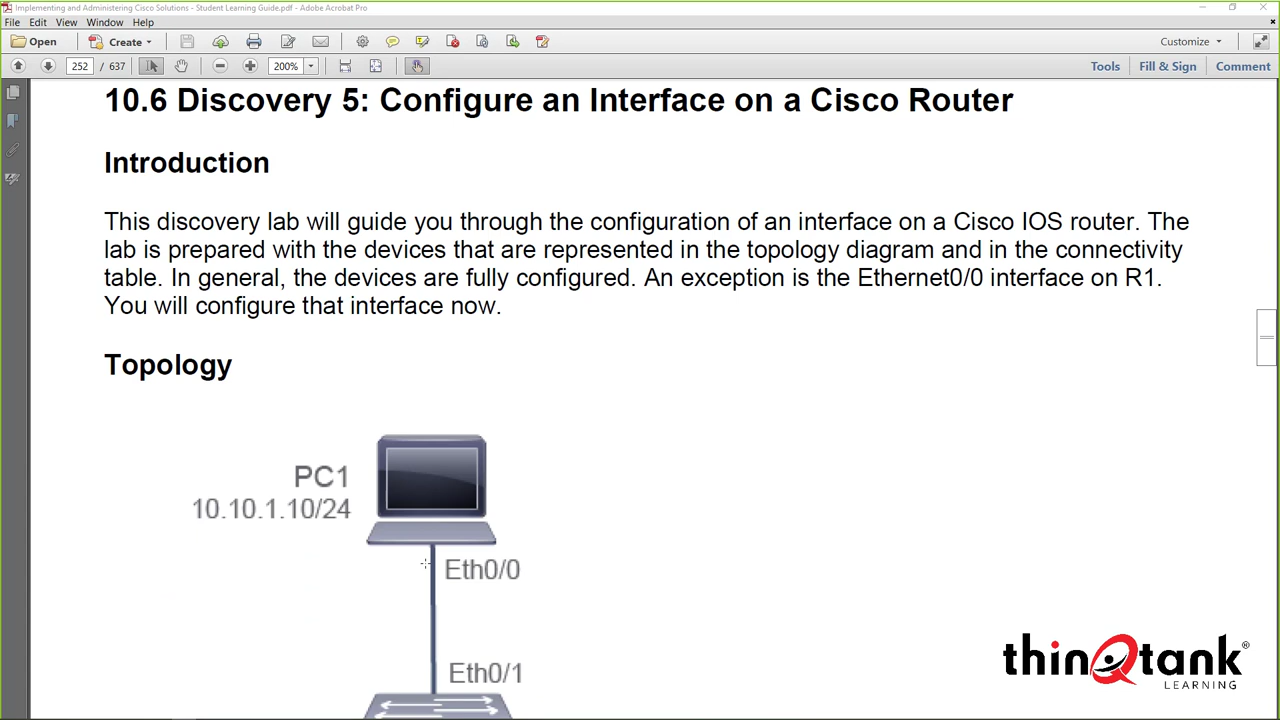 Implementing and Administering Cisco Solutions - Student Learning Guide.pdf - Adobe Acrobat Pro
File Edit View Window Help
Open Create Customize
252 / 637 200% Tools Fill & Sign Comment
10.6 Discovery 5: Configure an Interface on a Cisco Router
Introduction
This discovery lab will guide you through the configuration of an interface on a Cisco IOS router. The
lab is prepared with the devices that are represented in the topology diagram and in the connectivity
table. In general, the devices are fully configured. An exception is the Ethernet0/0 interface on R1.
You will configure that interface now.
Topology
PC1
10.10.1.10/24
Eth0/0
Eth0/1
thinQtank®
LEARNING